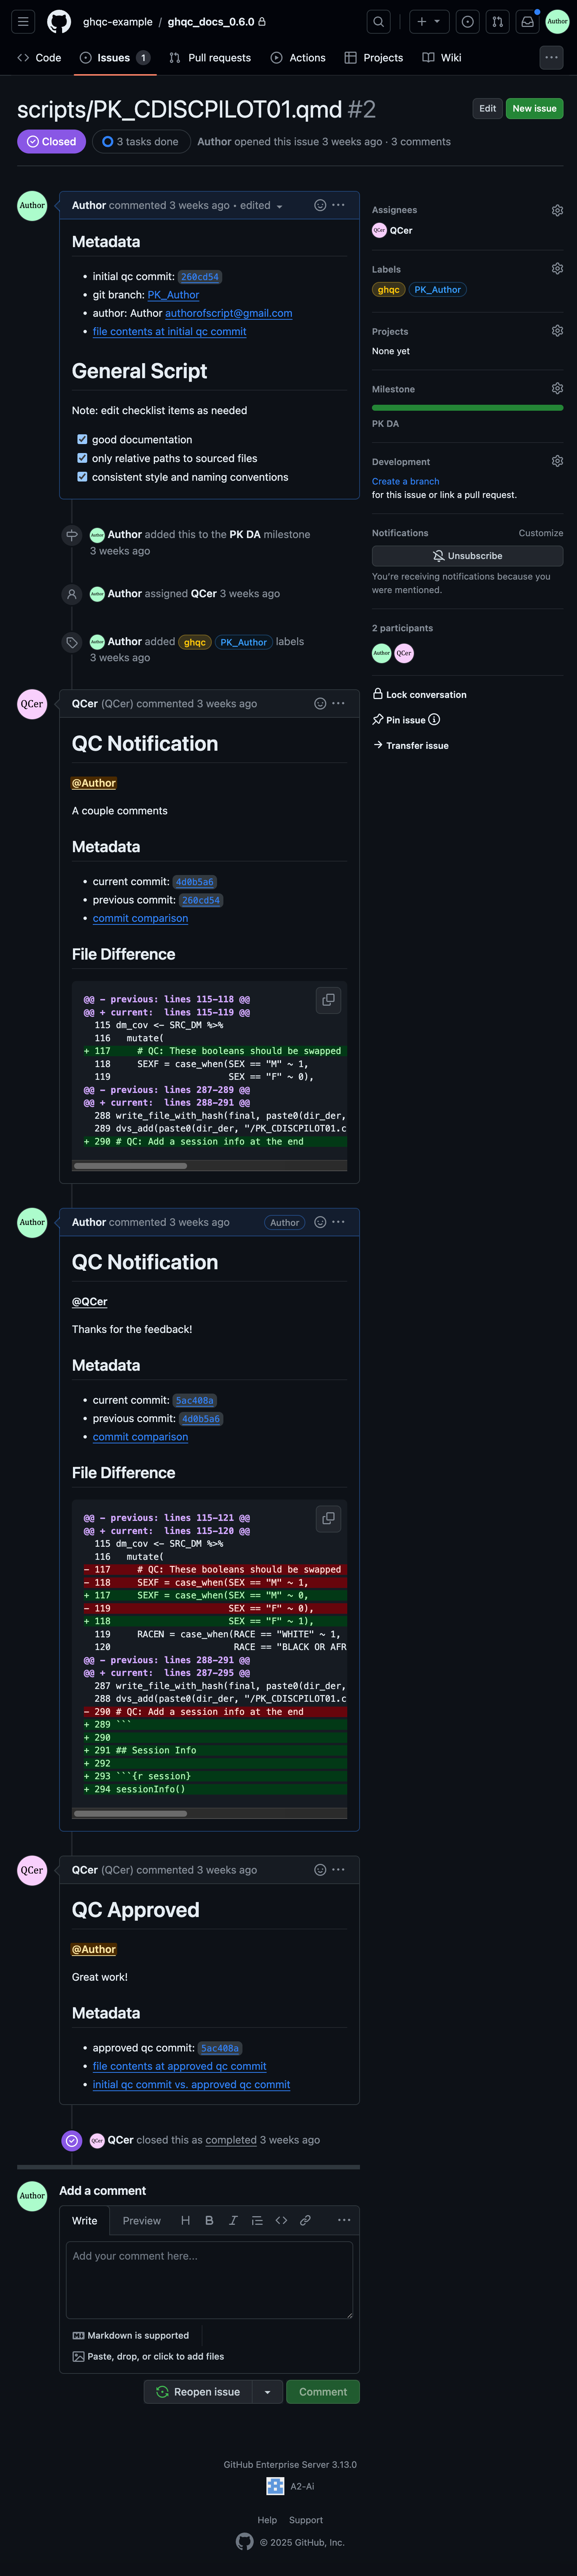 ghqc-example / ghqc_docs_0.6.0
Author
Code Issues 1 Pull requests Actions Projects Wiki
scripts/PK_CDISCPILOT01.qmd #2
Edit New issue
Closed 3 tasks done Author opened this issue 3 weeks ago · 3 comments
Author
Author commented 3 weeks ago • edited
Metadata
• initial qc commit: 260cd54
• git branch: PK_Author
• author: Author authorofscript@gmail.com
• file contents at initial qc commit
General Script
Note: edit checklist items as needed
good documentation
only relative paths to sourced files
consistent style and naming conventions
Author Author added this to the PK DA milestone
3 weeks ago
Author Author assigned QCer 3 weeks ago
Author Author added ghqc PK_Author labels
3 weeks ago
QCer
QCer (QCer) commented 3 weeks ago
QC Notification
@Author
A couple comments
Metadata
• current commit: 4d0b5a6
• previous commit: 260cd54
• commit comparison
File Difference
@@ - previous: lines 115-118 @@
@@ + current:  lines 115-119 @@
  115 dm_cov <- SRC_DM %>%
  116   mutate(
+ 117     # QC: These booleans should be swapped
  118     SEXF = case_when(SEX == "M" ~ 1,
  119                      SEX == "F" ~ 0),
@@ - previous: lines 287-289 @@
@@ + current:  lines 288-291 @@
  288 write_file_with_hash(final, paste0(dir_der,
  289 dvs_add(paste0(dir_der, "/PK_CDISCPILOT01.c
+ 290 # QC: Add a session info at the end
Author
Author commented 3 weeks ago Author
QC Notification
@QCer
Thanks for the feedback!
Metadata
• current commit: 5ac408a
• previous commit: 4d0b5a6
• commit comparison
File Difference
@@ - previous: lines 115-121 @@
@@ + current:  lines 115-120 @@
  115 dm_cov <- SRC_DM %>%
  116   mutate(
- 117     # QC: These booleans should be swapped
- 118     SEXF = case_when(SEX == "M" ~ 1,
+ 117     SEXF = case_when(SEX == "M" ~ 0,
- 119                      SEX == "F" ~ 0),
+ 118                      SEX == "F" ~ 1),
  119     RACEN = case_when(RACE == "WHITE" ~ 1,
  120                       RACE == "BLACK OR AFR
@@ - previous: lines 288-291 @@
@@ + current:  lines 287-295 @@
  287 write_file_with_hash(final, paste0(dir_der,
  288 dvs_add(paste0(dir_der, "/PK_CDISCPILOT01.c
- 290 # QC: Add a session info at the end
+ 289 ```
+ 290
+ 291 ## Session Info
+ 292
+ 293 ```{r session}
+ 294 sessionInfo()
QCer
QCer (QCer) commented 3 weeks ago
QC Approved
@Author
Great work!
Metadata
• approved qc commit: 5ac408a
• file contents at approved qc commit
• initial qc commit vs. approved qc commit
QCer QCer closed this as completed 3 weeks ago
Author
Add a comment
Write Preview
Add your comment here...
Markdown is supported
Paste, drop, or click to add files
Reopen issue Comment
Assignees
QCer QCer
Labels
ghqc PK_Author
Projects
None yet
Milestone
PK DA
Development
Create a branch
for this issue or link a pull request.
Notifications Customize
Unsubscribe
You're receiving notifications because you
were mentioned.
2 participants
Author QCer
Lock conversation
Pin issue
Transfer issue
GitHub Enterprise Server 3.13.0
A2-Ai
Help Support
© 2025 GitHub, Inc.